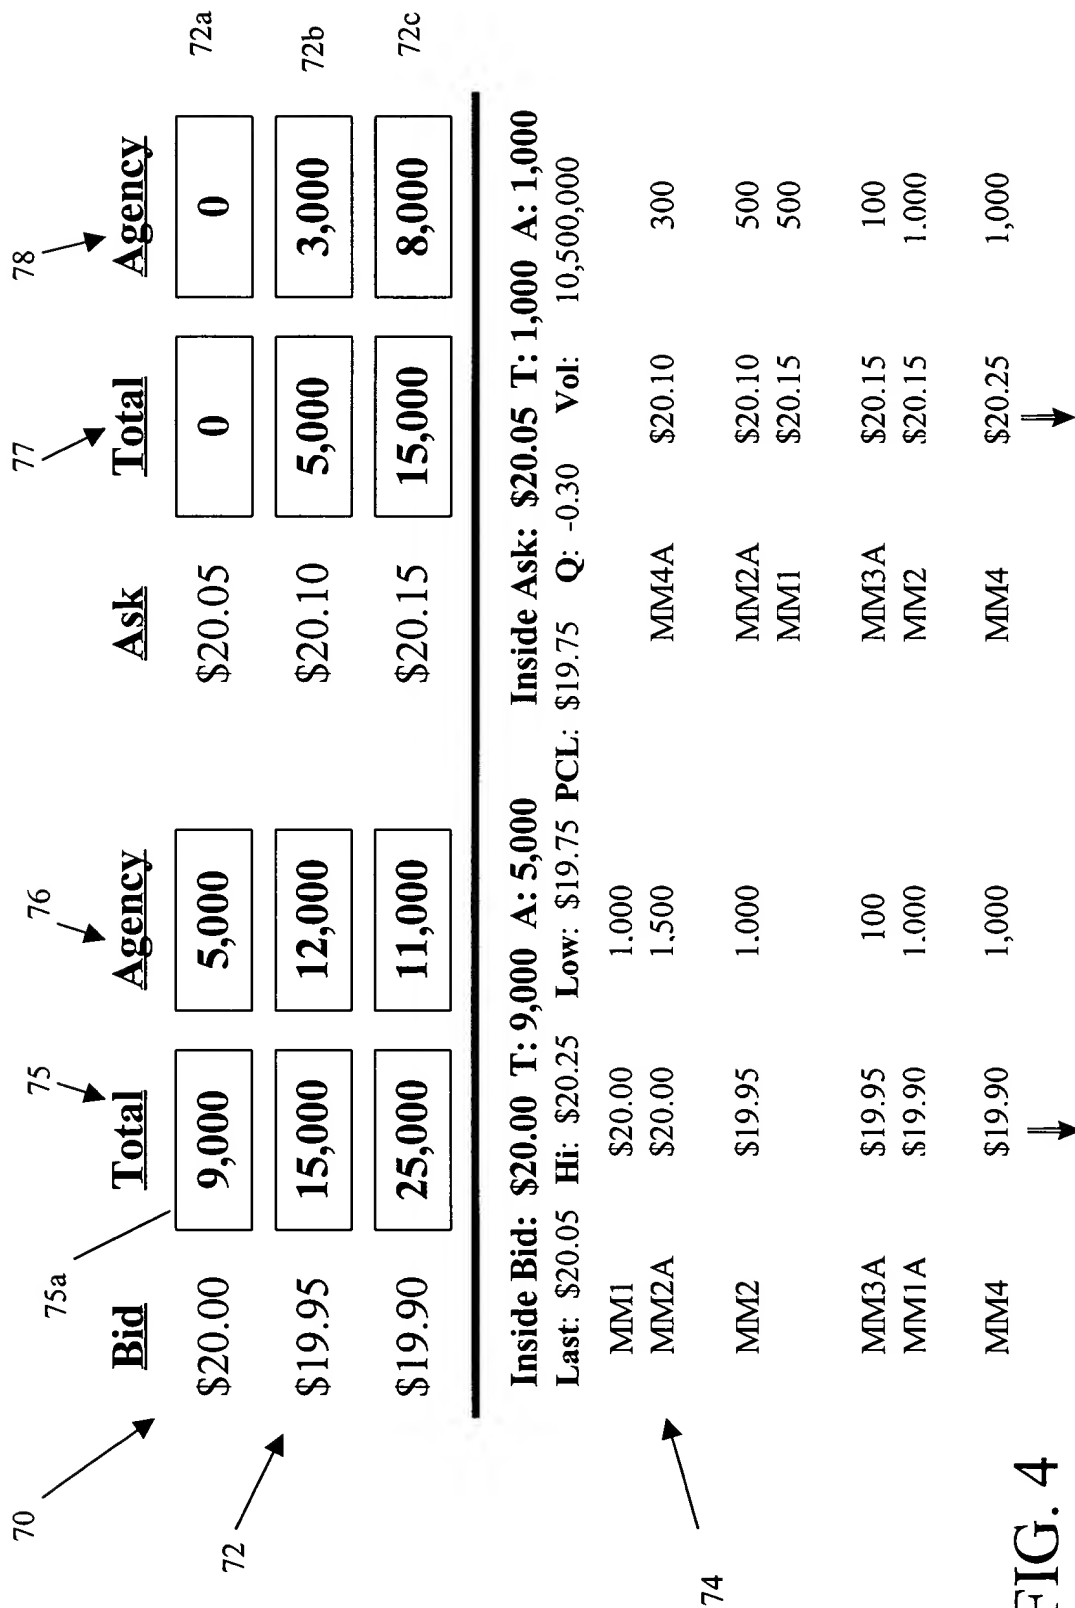 70 75 76 77 78
75a
Bid Total Agency Ask Total Agency
$20.00 9,000 5,000 $20.05 0 0 72a
72 $19.95 15,000 12,000 $20.10 5,000 3,000 72b
$19.90 25,000 11,000 $20.15 15,000 8,000 72c
Inside Bid: $20.00 T: 9,000 A: 5,000 Inside Ask: $20.05 T: 1,000 A: 1,000
Last: $20.05 Hi: $20.25 Low: $19.75 PCL: $19.75 Q: -0.30 Vol: 10,500,000
MM1 $20.00 1.000
MM2A $20.00 1,500 MM4A $20.10 300
74
MM2 $19.95 1.000 MM2A $20.10 500
MM1 $20.15 500
MM3A $19.95 100 MM3A $20.15 100
MM1A $19.90 1.000 MM2 $20.15 1.000
MM4 $19.90 1,000 MM4 $20.25 1,000
FIG. 4